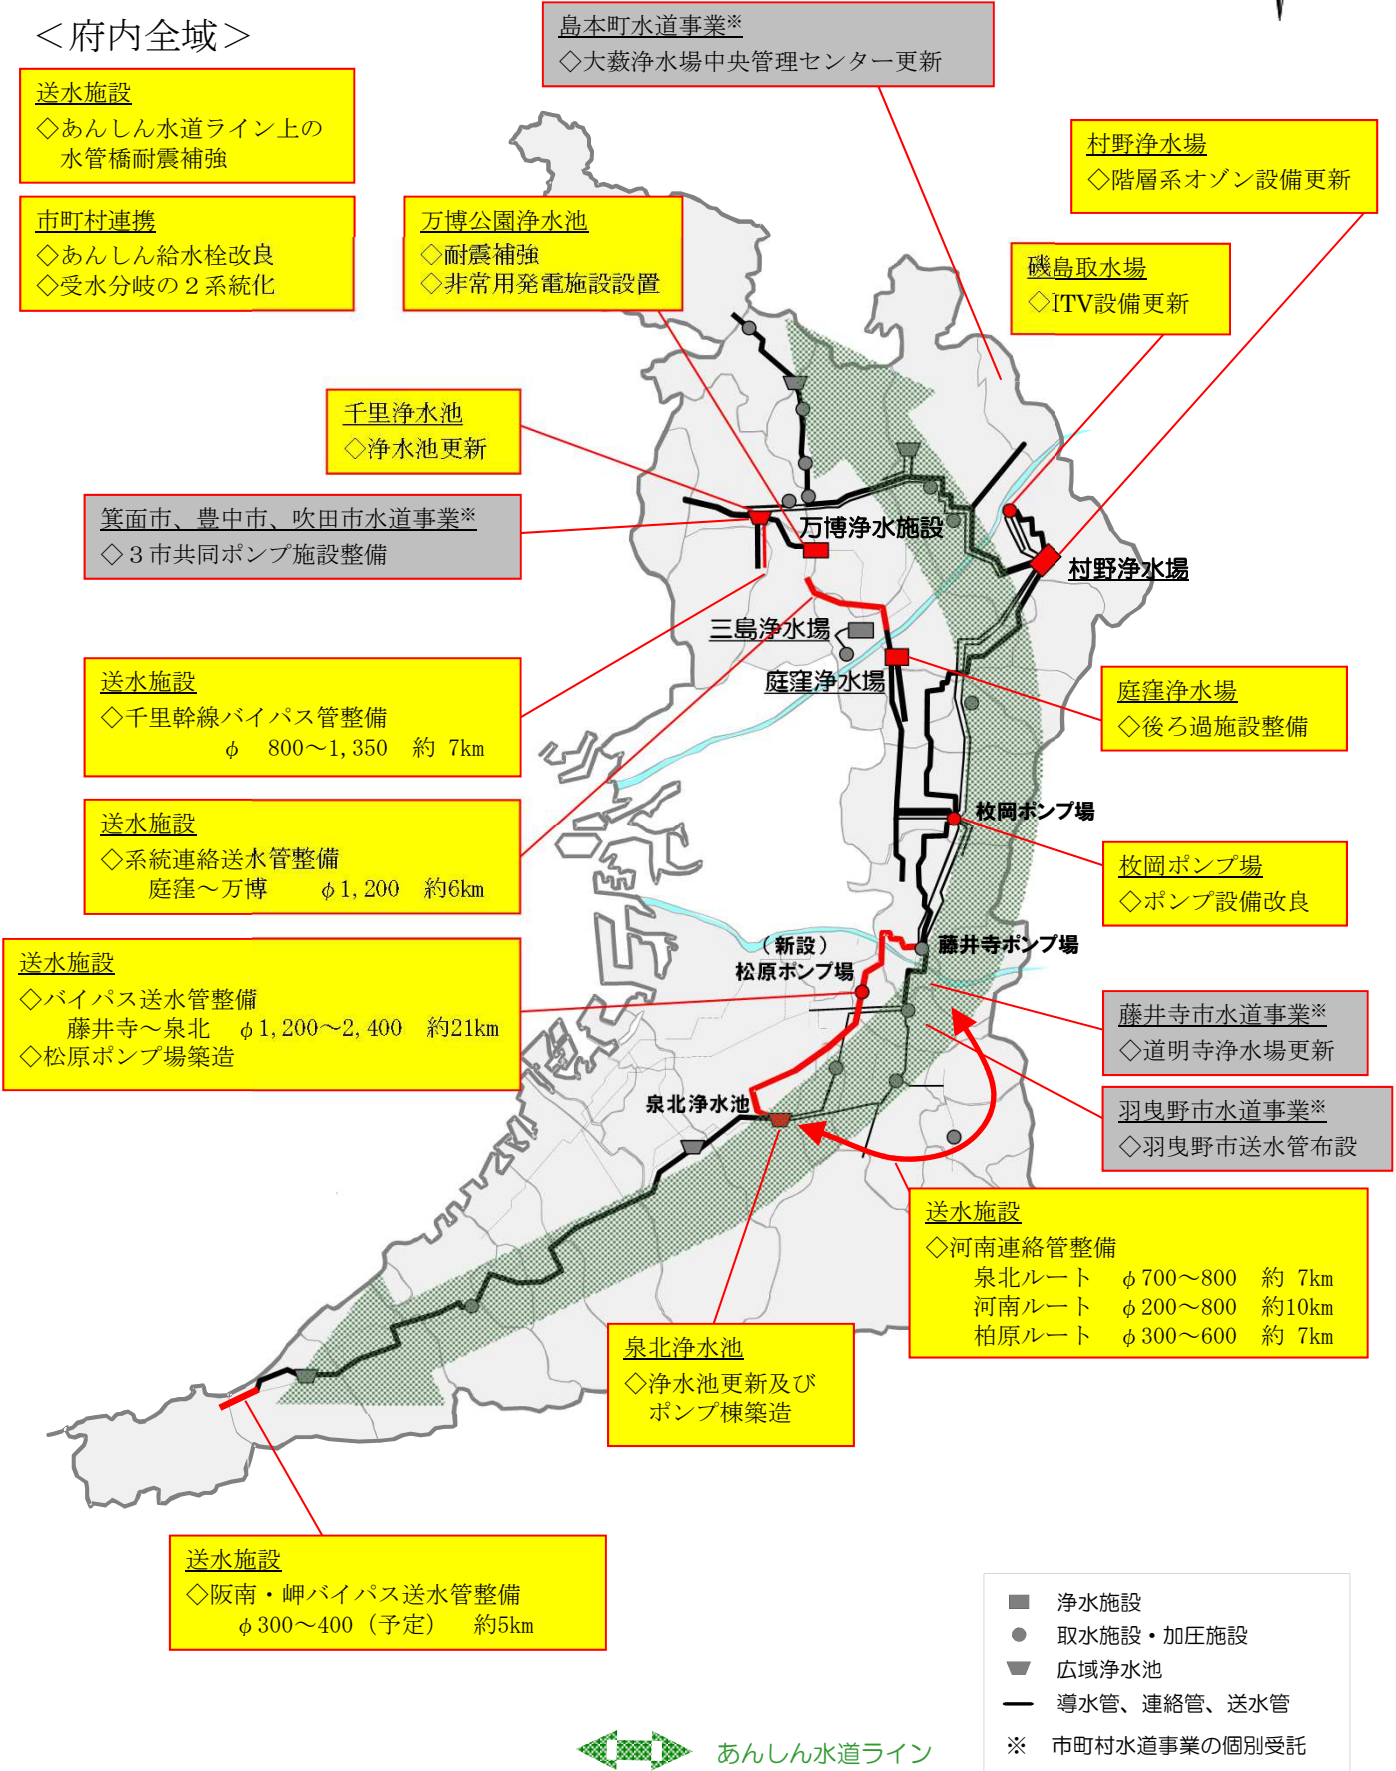 ＜府内全域＞
島本町水道事業※
◇大薮浄水場中央管理センター更新
送水施設
◇あんしん水道ライン上の
水管橋耐震補強
村野浄水場
◇階層系オゾン設備更新
市町村連携
◇あんしん給水栓改良
◇受水分岐の２系統化
万博公園浄水池
◇耐震補強
◇非常用発電施設設置
磯島取水場
◇ITV設備更新
千里浄水池
◇浄水池更新
箕面市、豊中市、吹田市水道事業※
◇３市共同ポンプ施設整備
万博浄水施設
村野浄水場
三島浄水場
庭窪浄水場
送水施設
◇千里幹線バイパス管整備
φ 800～1,350 約 7km
庭窪浄水場
◇後ろ過施設整備
送水施設
◇系統連絡送水管整備
庭窪～万博 φ1,200 約6km
枚岡ポンプ場
枚岡ポンプ場
◇ポンプ設備改良
送水施設
◇バイパス送水管整備
藤井寺～泉北 φ1,200～2,400 約21km
◇松原ポンプ場築造
（新設）
松原ポンプ場
藤井寺ポンプ場
藤井寺市水道事業※
◇道明寺浄水場更新
泉北浄水池
羽曳野市水道事業※
◇羽曳野市送水管布設
送水施設
◇河南連絡管整備
泉北ルート φ700～800 約 7km
河南ルート φ200～800 約10km
柏原ルート φ300～600 約 7km
泉北浄水池
◇浄水池更新及び
ポンプ棟築造
送水施設
◇阪南・岬バイパス送水管整備
φ300～400（予定） 約5km
浄水施設
取水施設・加圧施設
広域浄水池
導水管、連絡管、送水管
※ 市町村水道事業の個別受託
あんしん水道ライン